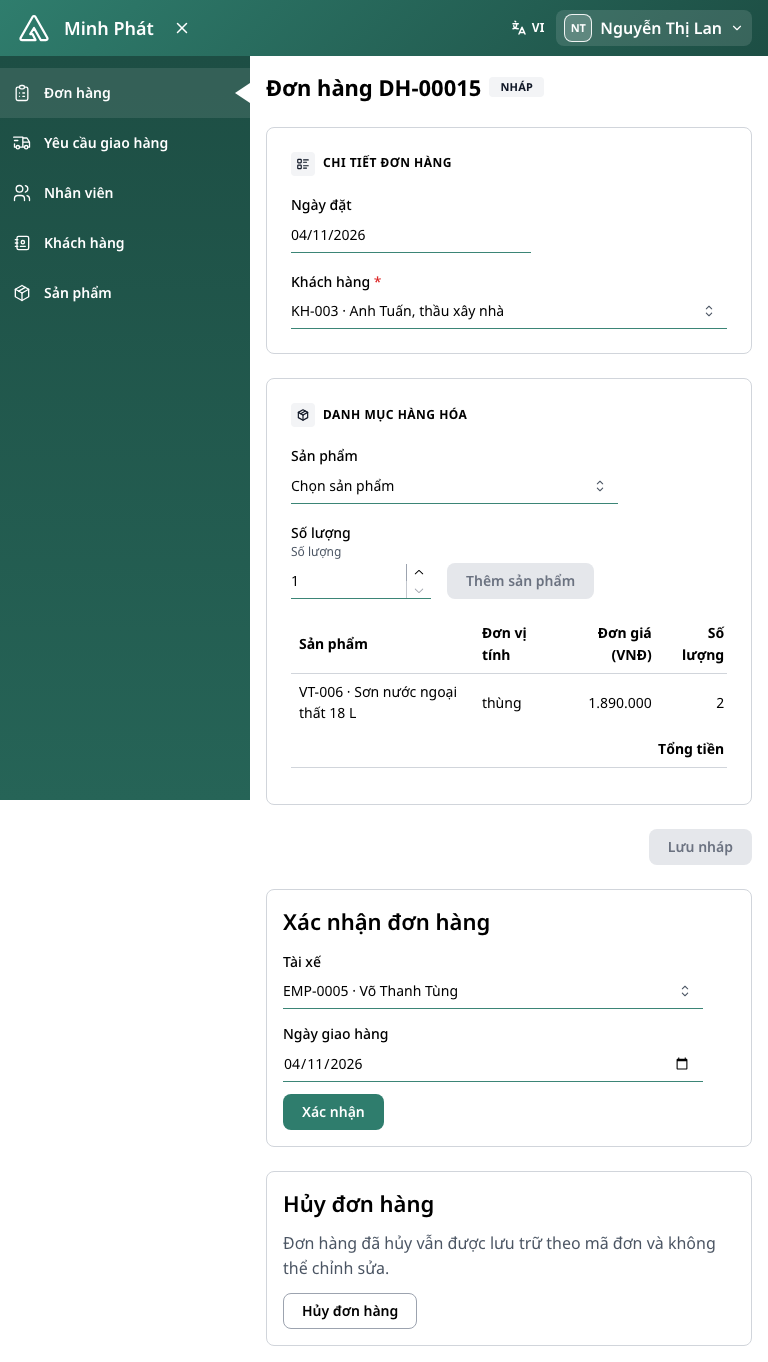 Minh Phát
VI
NT
Nguyễn Thị Lan
Đơn hàng
Yêu cầu giao hàng
Nhân viên
Khách hàng
Sản phẩm
Đơn hàng DH-00015
NHÁP
CHI TIẾT ĐƠN HÀNG
Ngày đặt
04/11/2026
Khách hàng *
KH-003 · Anh Tuấn, thầu xây nhà
DANH MỤC HÀNG HÓA
Sản phẩm
Chọn sản phẩm
Số lượng
Số lượng
1
Thêm sản phẩm
Sản phẩm
Đơn vị
tính
Đơn giá
(VNĐ)
Số
lượng
VT-006 · Sơn nước ngoại
thất 18 L
thùng
1.890.000
2
Tổng tiền
Lưu nháp
Xác nhận đơn hàng
Tài xế
EMP-0005 · Võ Thanh Tùng
Ngày giao hàng
04/11/2026
Xác nhận
Hủy đơn hàng
Đơn hàng đã hủy vẫn được lưu trữ theo mã đơn và không
thể chỉnh sửa.
Hủy đơn hàng